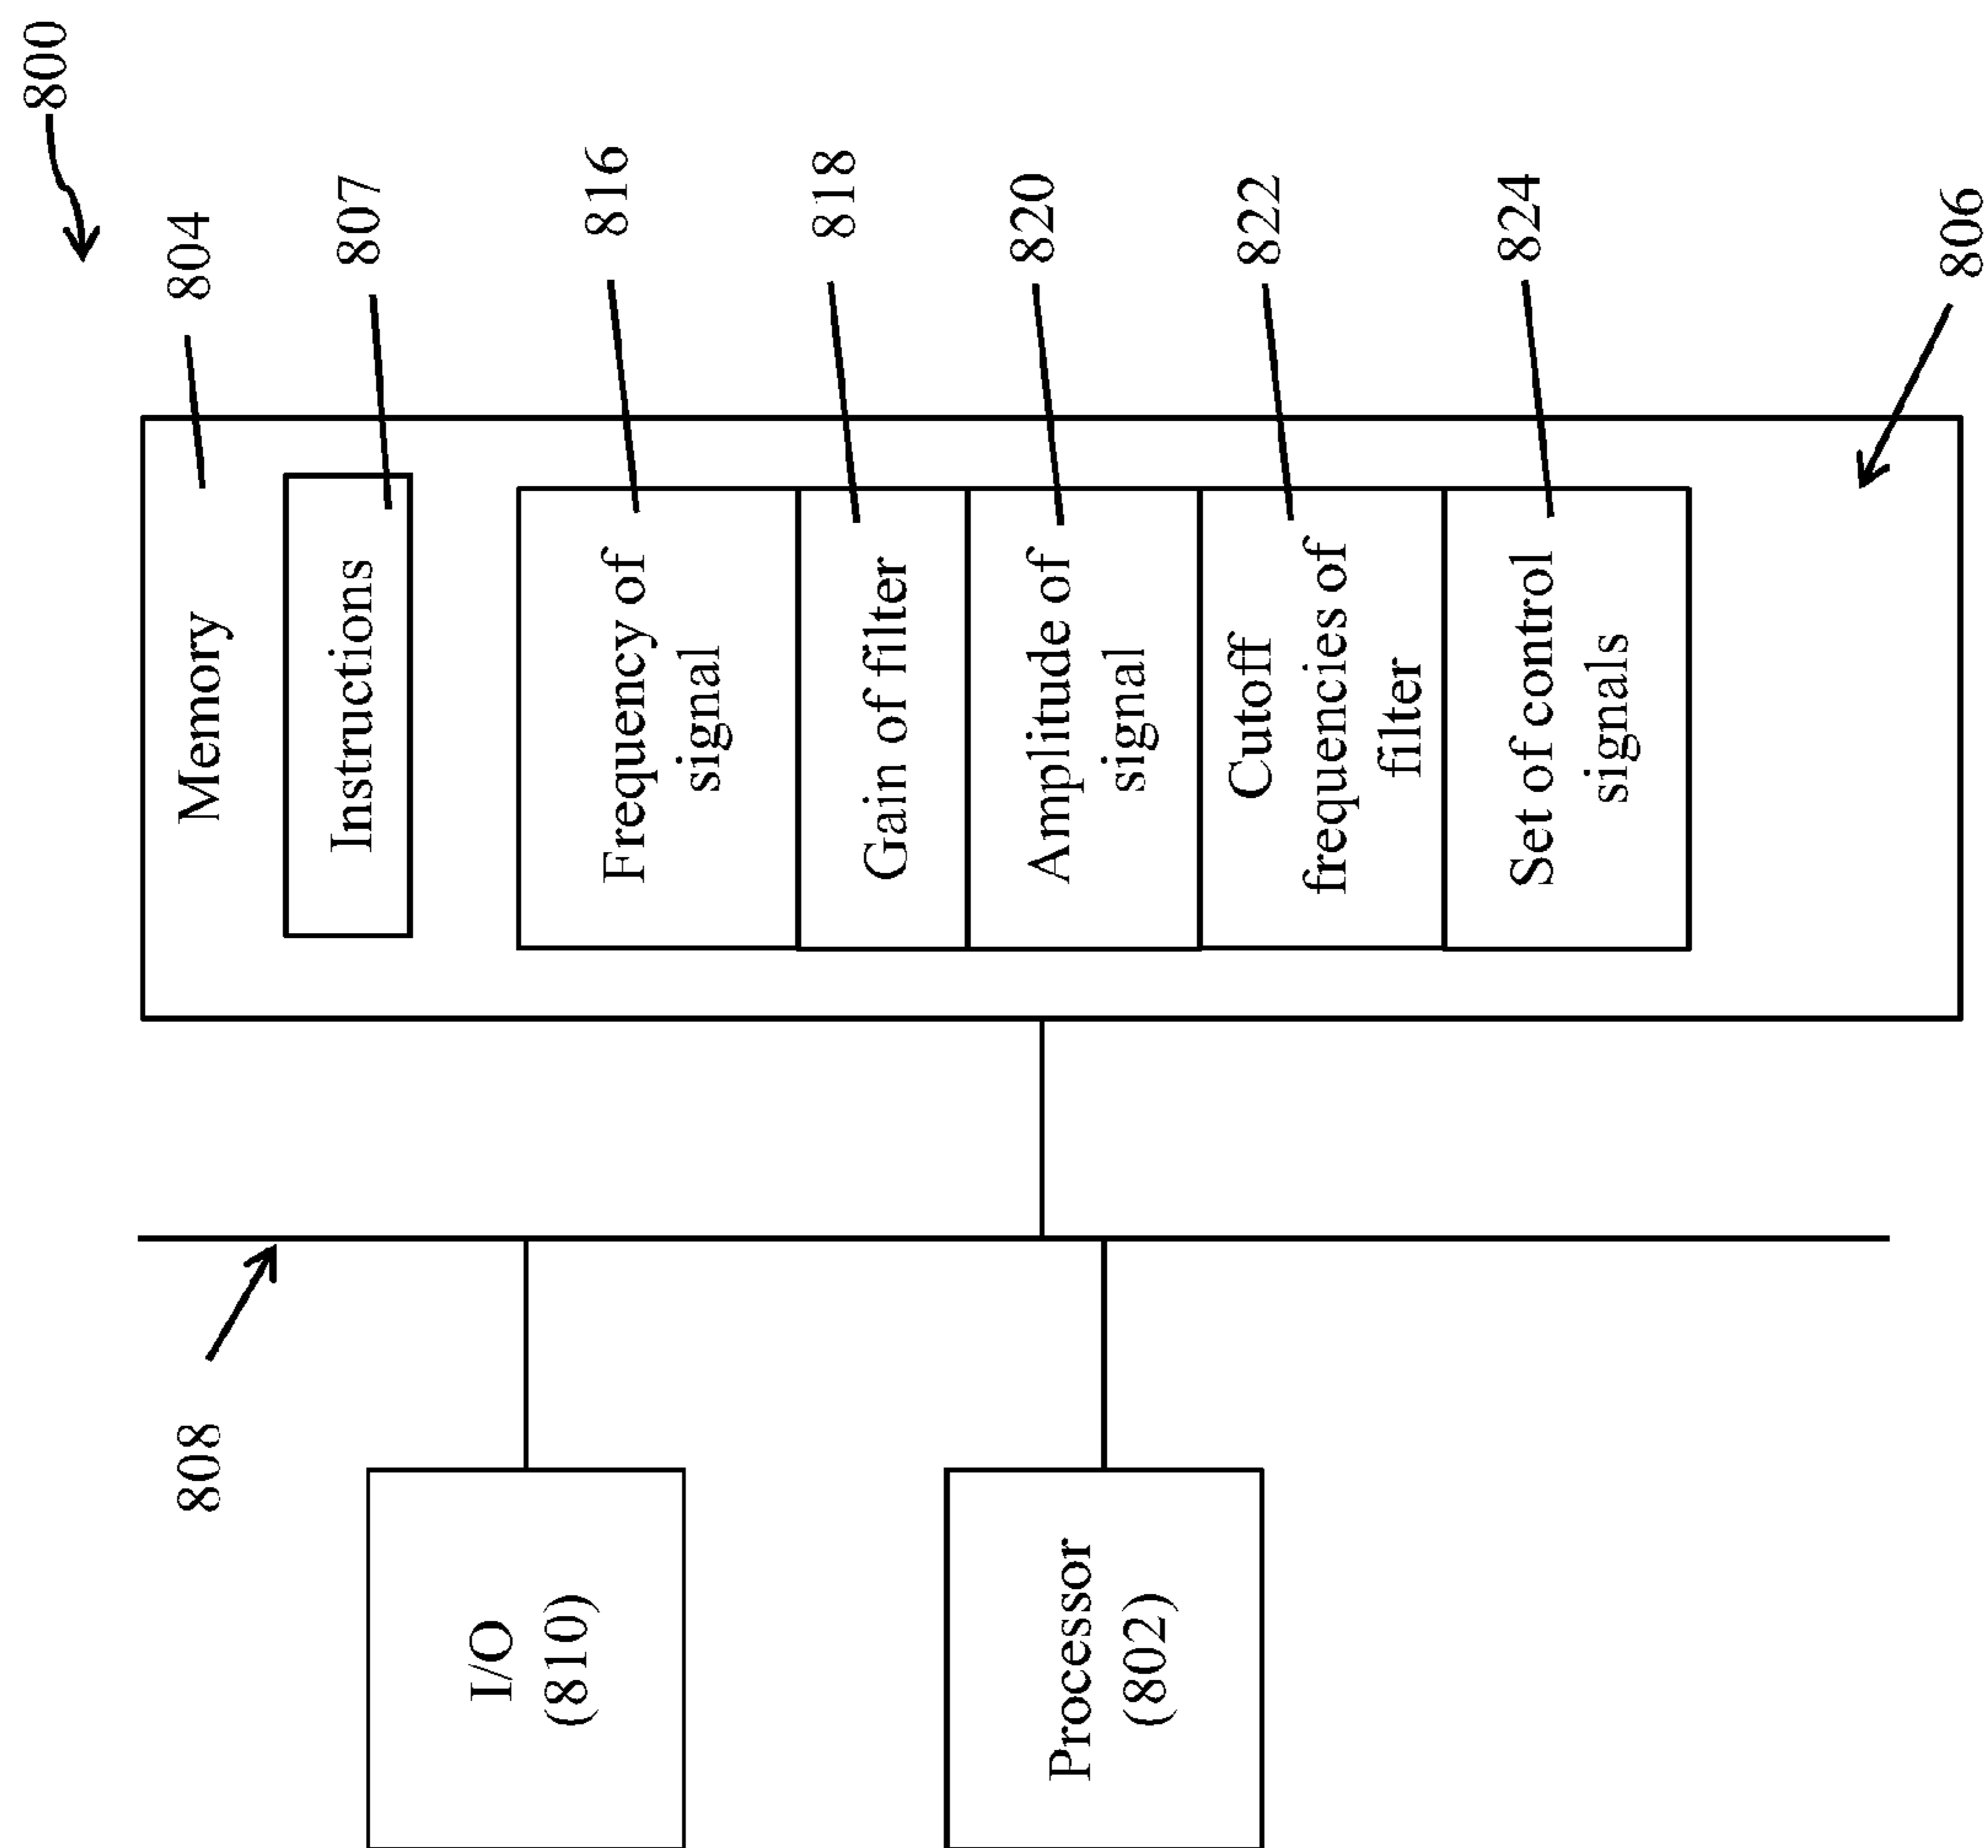 800
804
Memory
807
Instructions
816
Frequency of
signal
818
Gain of filter
820
Amplitude of
signal
822
Cutoff
frequencies of
filter
824
Set of control
signals
806
808
I/O
(810)
Processor
(802)